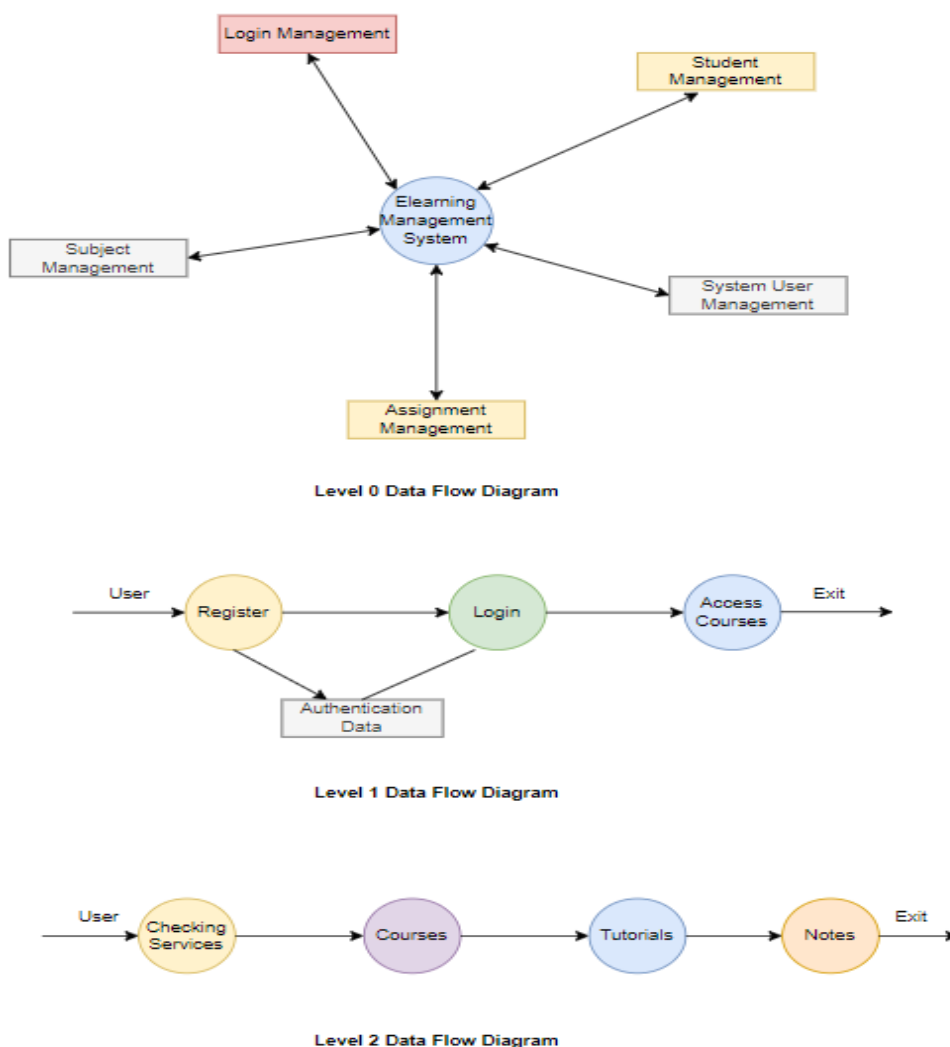 Login Management
Student
Management
Elearning
Management
System
Subject
Management
System User
Management
Assignment
Management
Level 0 Data Flow Diagram
User
Register
Login
Access
Courses
Exit
Authentication
Data
Level 1 Data Flow Diagram
User
Checking
Services
Courses
Tutorials
Notes
Exit
Level 2 Data Flow Diagram